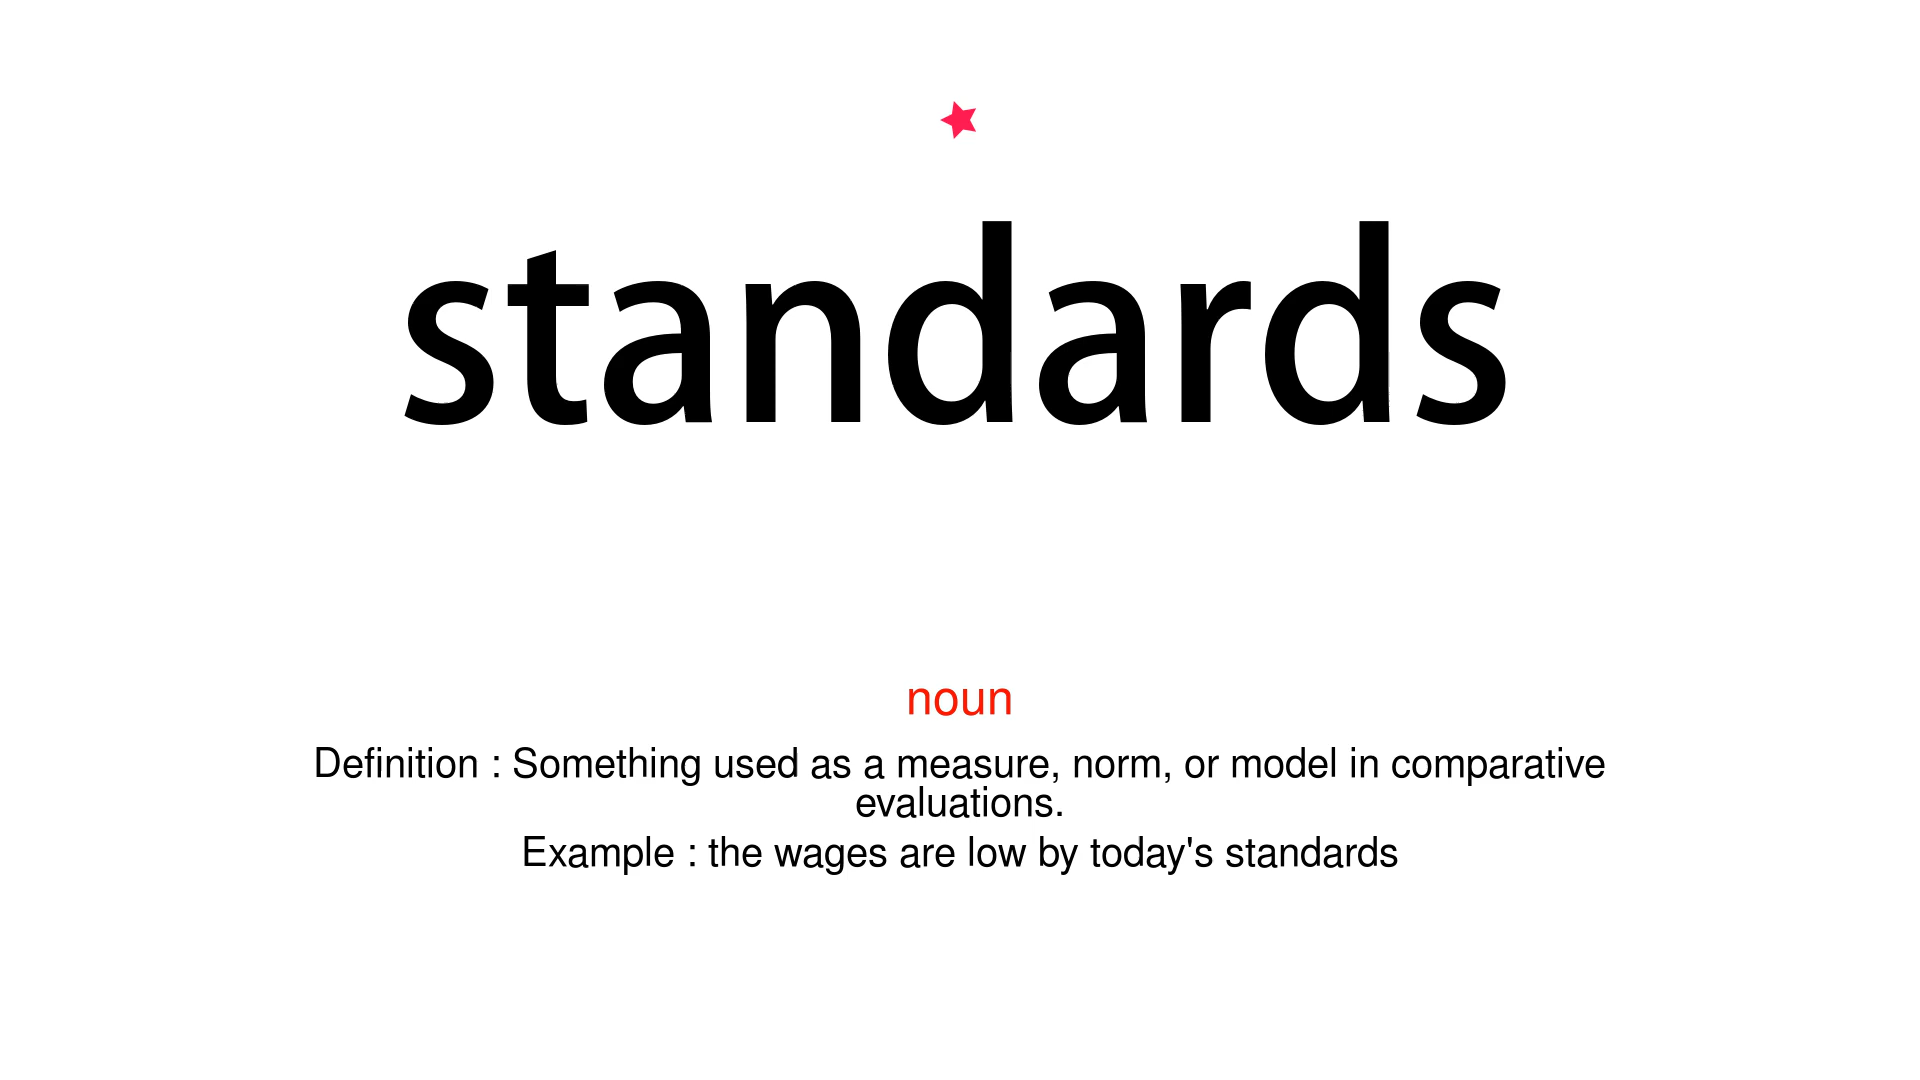 standards
noun
Definition : Something used as a measure, norm, or model in comparative
evaluations.
Example : the wages are low by today's standards